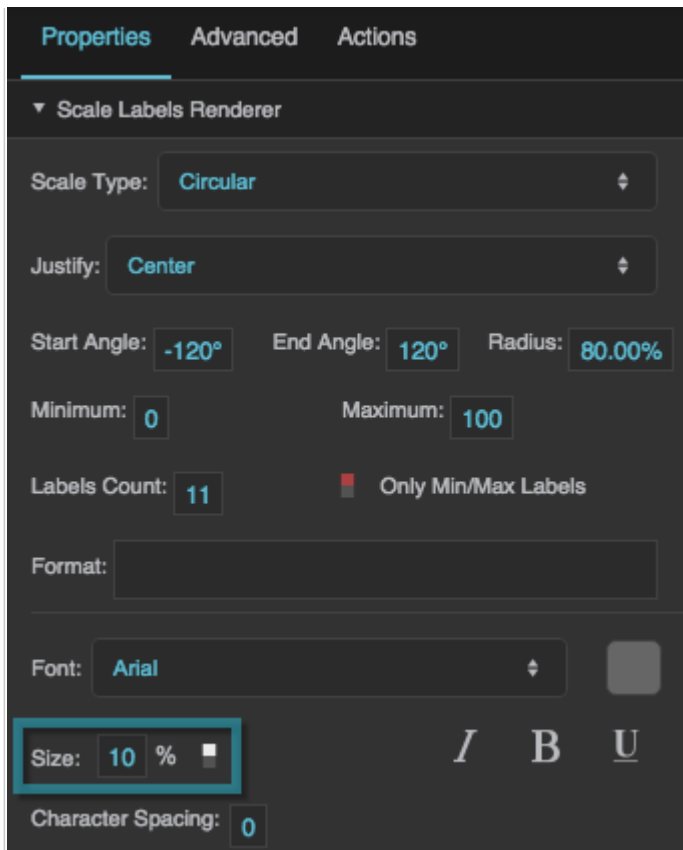 Properties Advanced Actions
Scale Labels Renderer
Scale Type: Circular
Justify: Center
Start Angle: -120° End Angle: 120° Radius: 80.00%
Minimum: 0 Maximum: 100
Labels Count: 11 Only Min/Max Labels
Format:
Font: Arial
Size: 10 % I B U
Character Spacing: 0